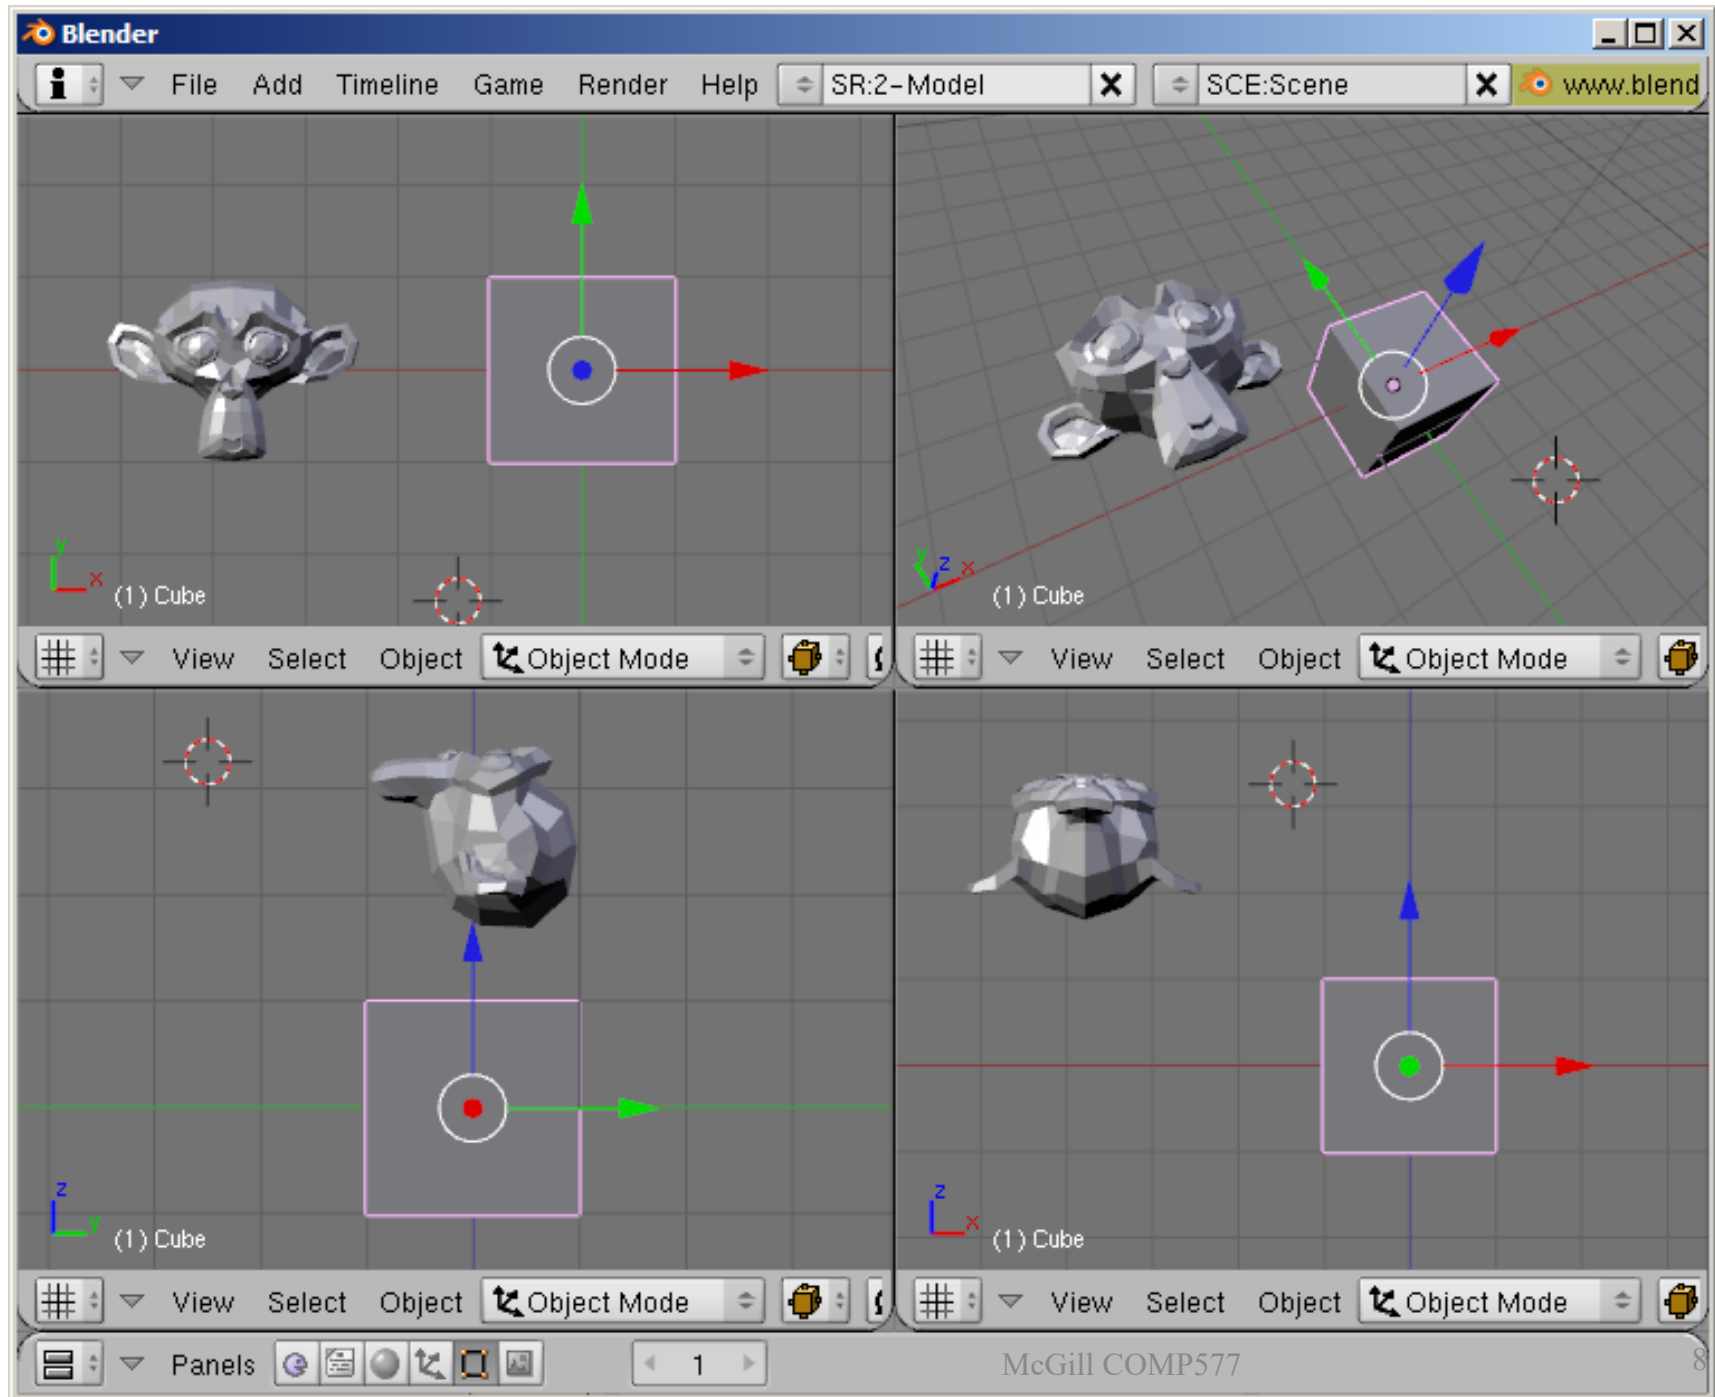 Blender
File Add Timeline Game Render Help SR:2-Model SCE:Scene www.blend
y x
(1) Cube
y z x
(1) Cube
View Select Object Object Mode
View Select Object Object Mode
z y
(1) Cube
z x
(1) Cube
View Select Object Object Mode
View Select Object Object Mode
Panels 1
McGill COMP577 8